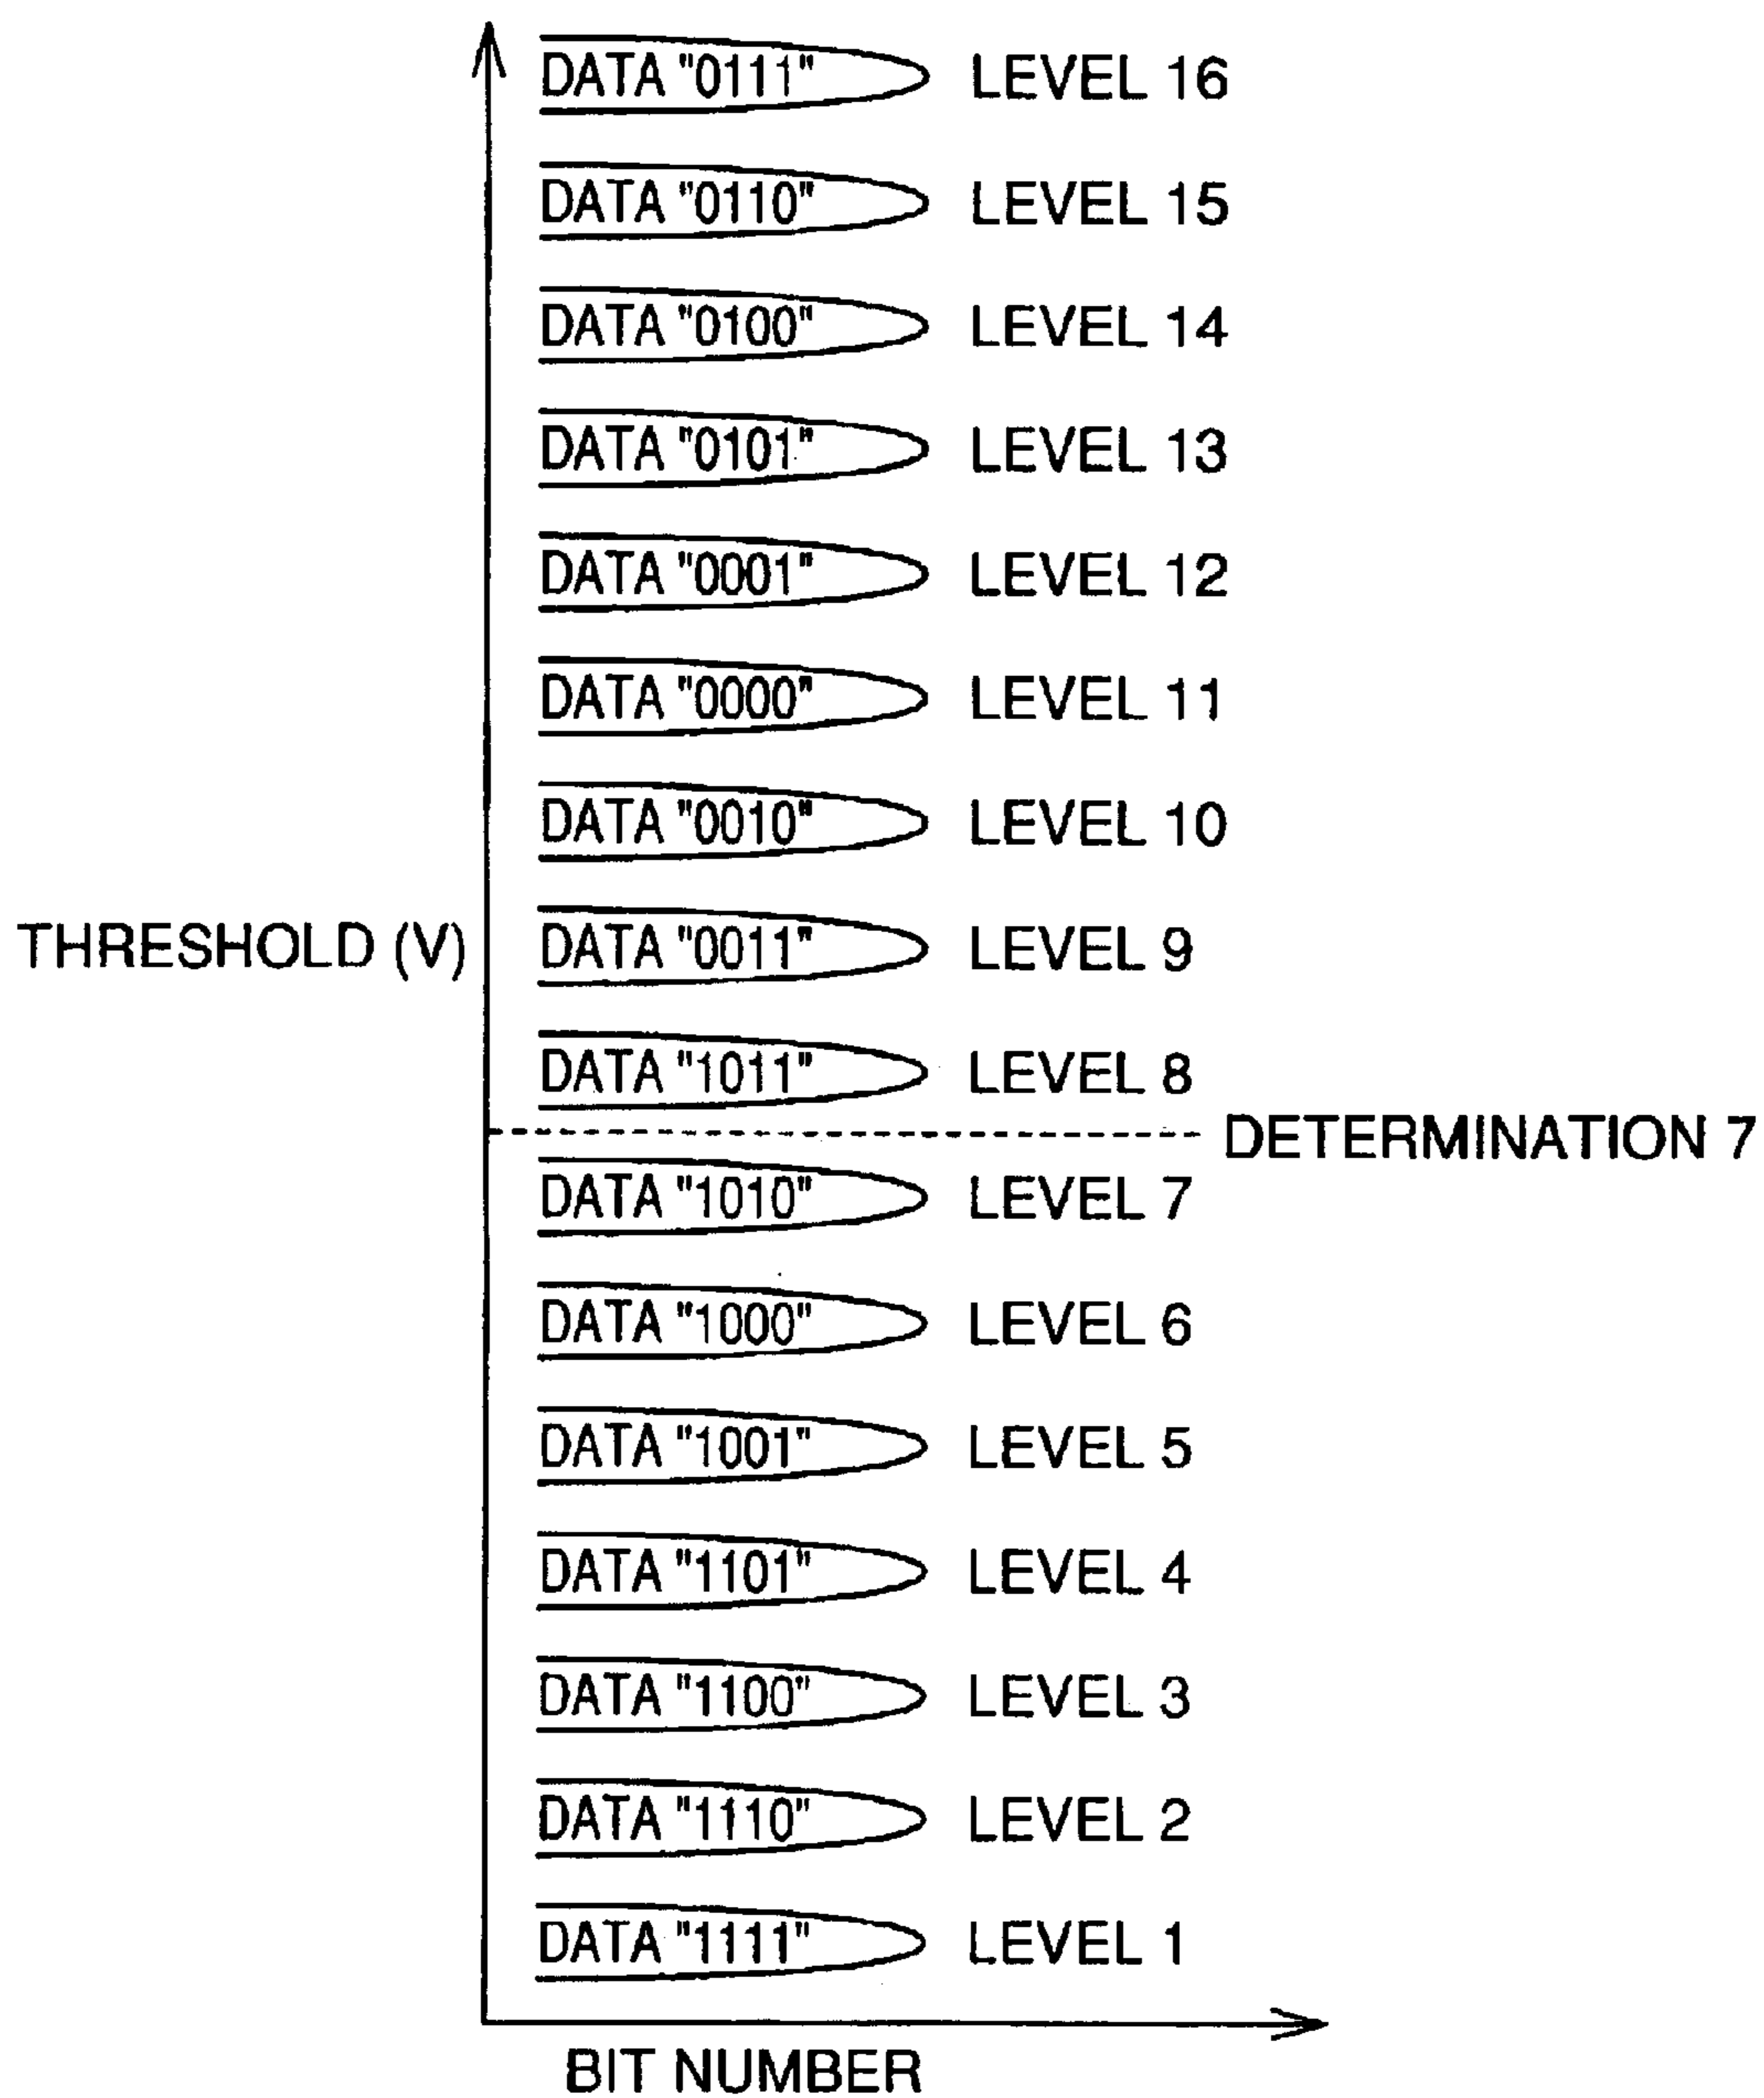 DATA "0111" LEVEL 16
DATA "0110" LEVEL 15
DATA "0100" LEVEL 14
DATA "0101" LEVEL 13
DATA "0001" LEVEL 12
DATA "0000" LEVEL 11
DATA "0010" LEVEL 10
THRESHOLD (V) DATA "0011" LEVEL 9
DATA "1011" LEVEL 8
DETERMINATION 7
DATA "1010" LEVEL 7
DATA "1000" LEVEL 6
DATA "1001" LEVEL 5
DATA "1101" LEVEL 4
DATA "1100" LEVEL 3
DATA "1110" LEVEL 2
DATA "1111" LEVEL 1
BIT NUMBER